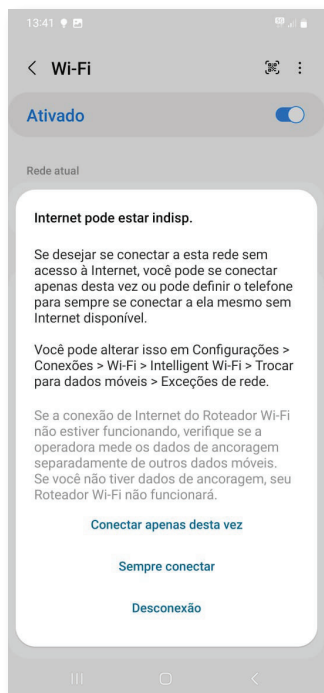 13:41
Wi-Fi
Ativado
Rede atual
Internet pode estar indisp.
Se desejar se conectar a esta rede sem
acesso à Internet, você pode se conectar
apenas desta vez ou pode definir o telefone
para sempre se conectar a ela mesmo sem
Internet disponível.
Você pode alterar isso em Configurações >
Conexões > Wi-Fi > Intelligent Wi-Fi > Trocar
para dados móveis > Exceções de rede.
Se a conexão de Internet do Roteador Wi-Fi
não estiver funcionando, verifique se a
operadora mede os dados de ancoragem
separadamente de outros dados móveis.
Se você não tiver dados de ancoragem, seu
Roteador Wi-Fi não funcionará.
Conectar apenas desta vez
Sempre conectar
Desconexão